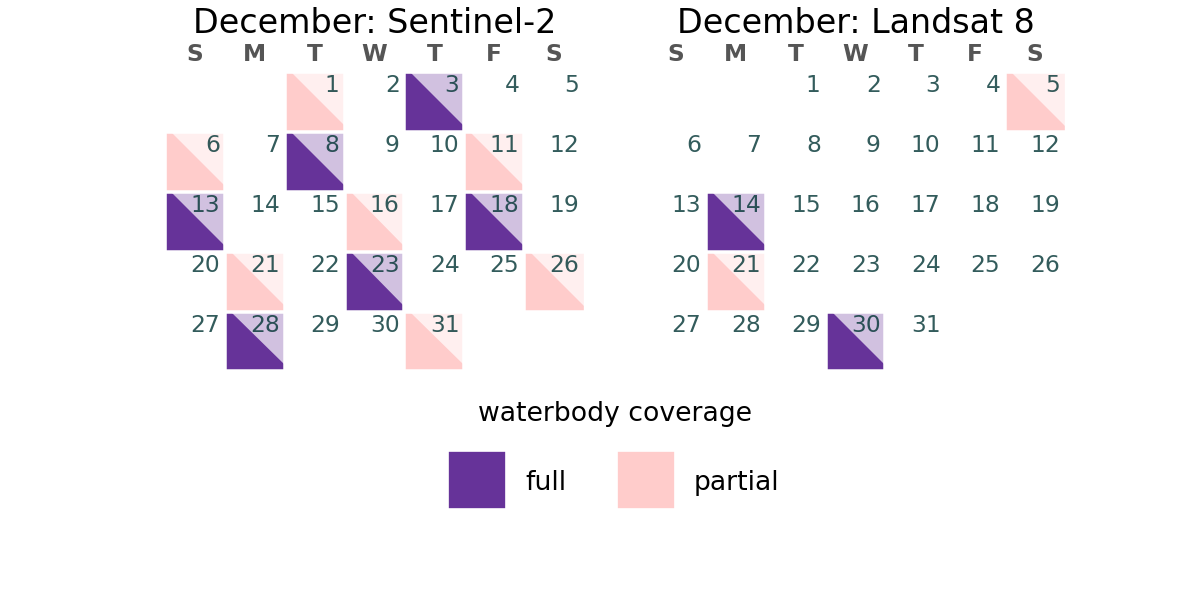 December: Sentinel-2
S M T W T F S
1 2 3 4 5
6 7 8 9 10 11 12
13 14 15 16 17 18 19
20 21 22 23 24 25 26
27 28 29 30 31
December: Landsat 8
S M T W T F S
1 2 3 4 5
6 7 8 9 10 11 12
13 14 15 16 17 18 19
20 21 22 23 24 25 26
27 28 29 30 31
waterbody coverage
full partial